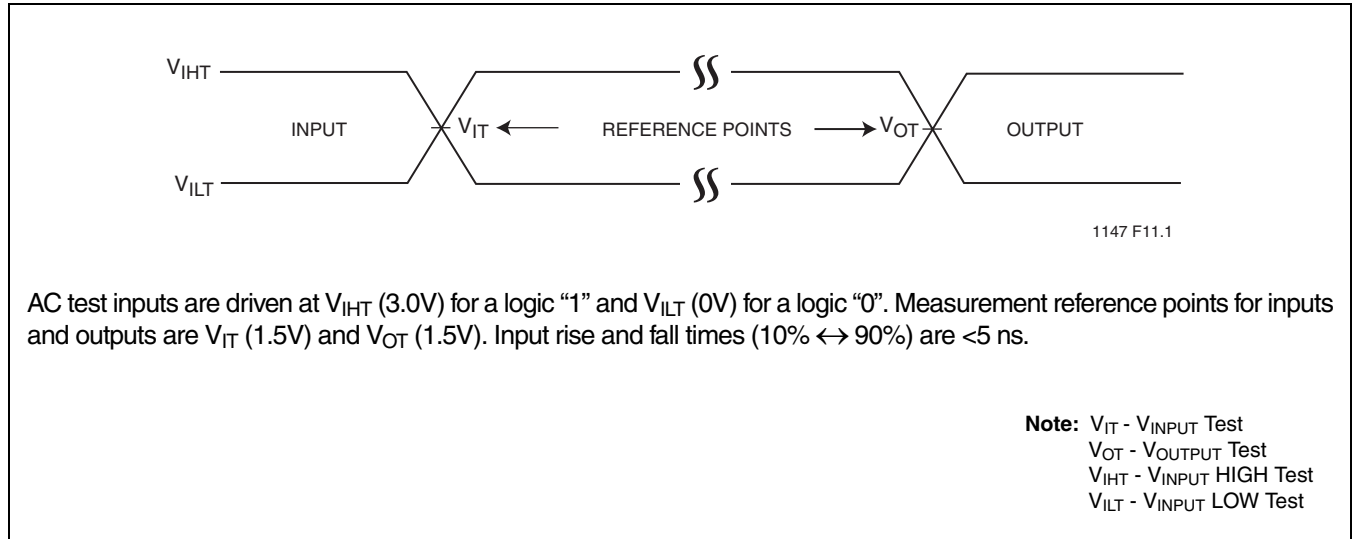 VIHT
INPUT VIT REFERENCE POINTS VOT OUTPUT
VILT
1147 F11.1
AC test inputs are driven at VIHT (3.0V) for a logic “1” and VILT (0V) for a logic “0”. Measurement reference points for inputs
and outputs are VIT (1.5V) and VOT (1.5V). Input rise and fall times (10% ↔ 90%) are <5 ns.
Note: VIT - VINPUT Test
VOT - VOUTPUT Test
VIHT - VINPUT HIGH Test
VILT - VINPUT LOW Test